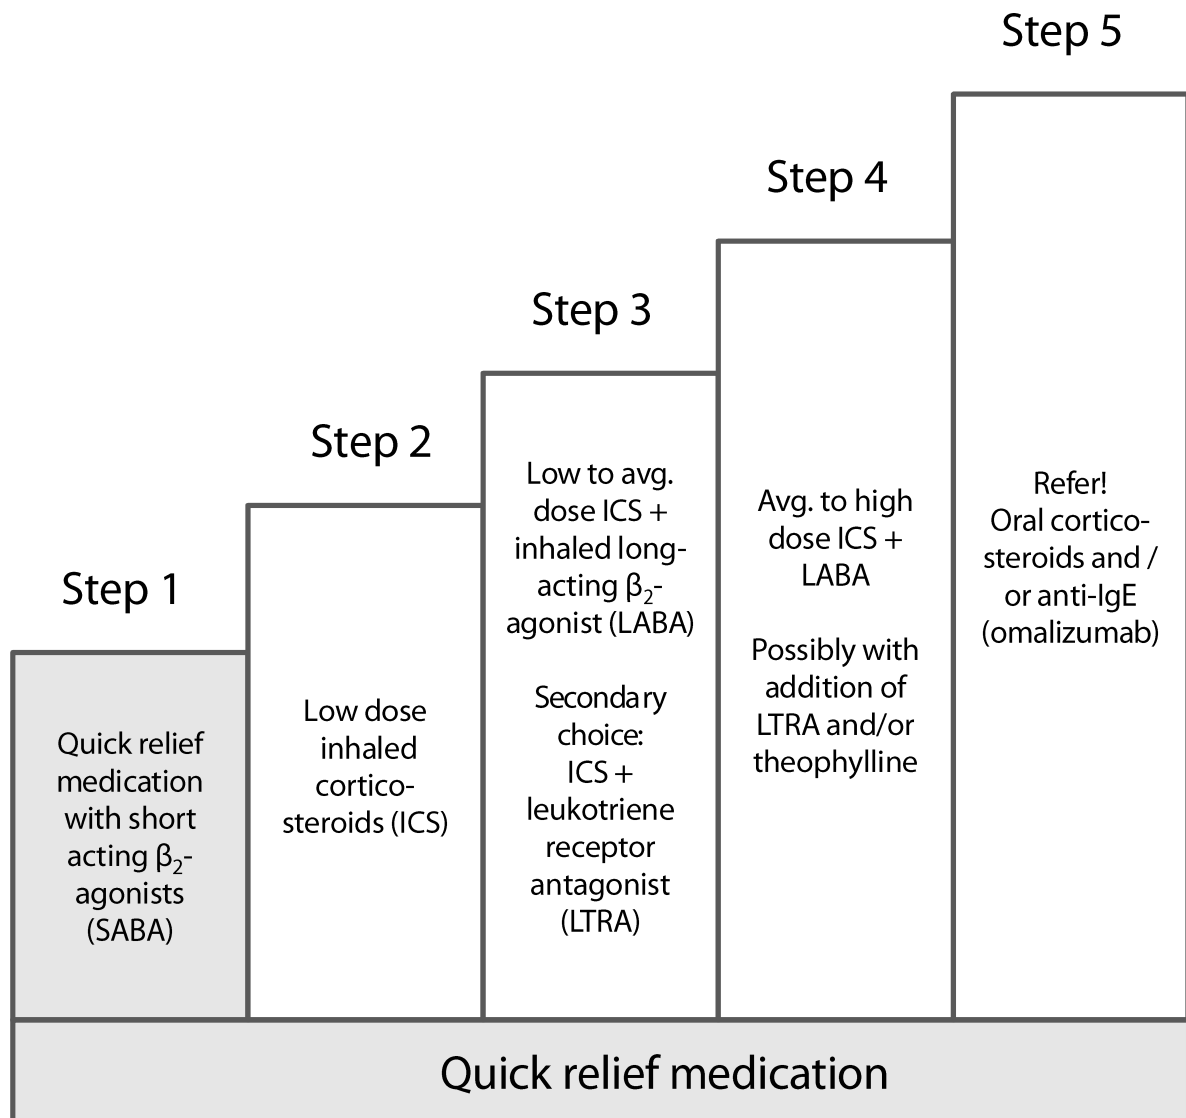 Step 1
Quick relief
medication
with short
acting β₂-
agonists
(SABA)
Step 2
Low dose
inhaled
cortico-
steroids (ICS)
Step 3
Low to avg.
dose ICS +
inhaled long-
acting β₂-
agonist (LABA)
Secondary
choice:
ICS +
leukotriene
receptor
antagonist
(LTRA)
Step 4
Avg. to high
dose ICS +
LABA
Possibly with
addition of
LTRA and/or
theophylline
Step 5
Refer!
Oral cortico-
steroids and /
or anti-IgE
(omalizumab)
Quick relief medication